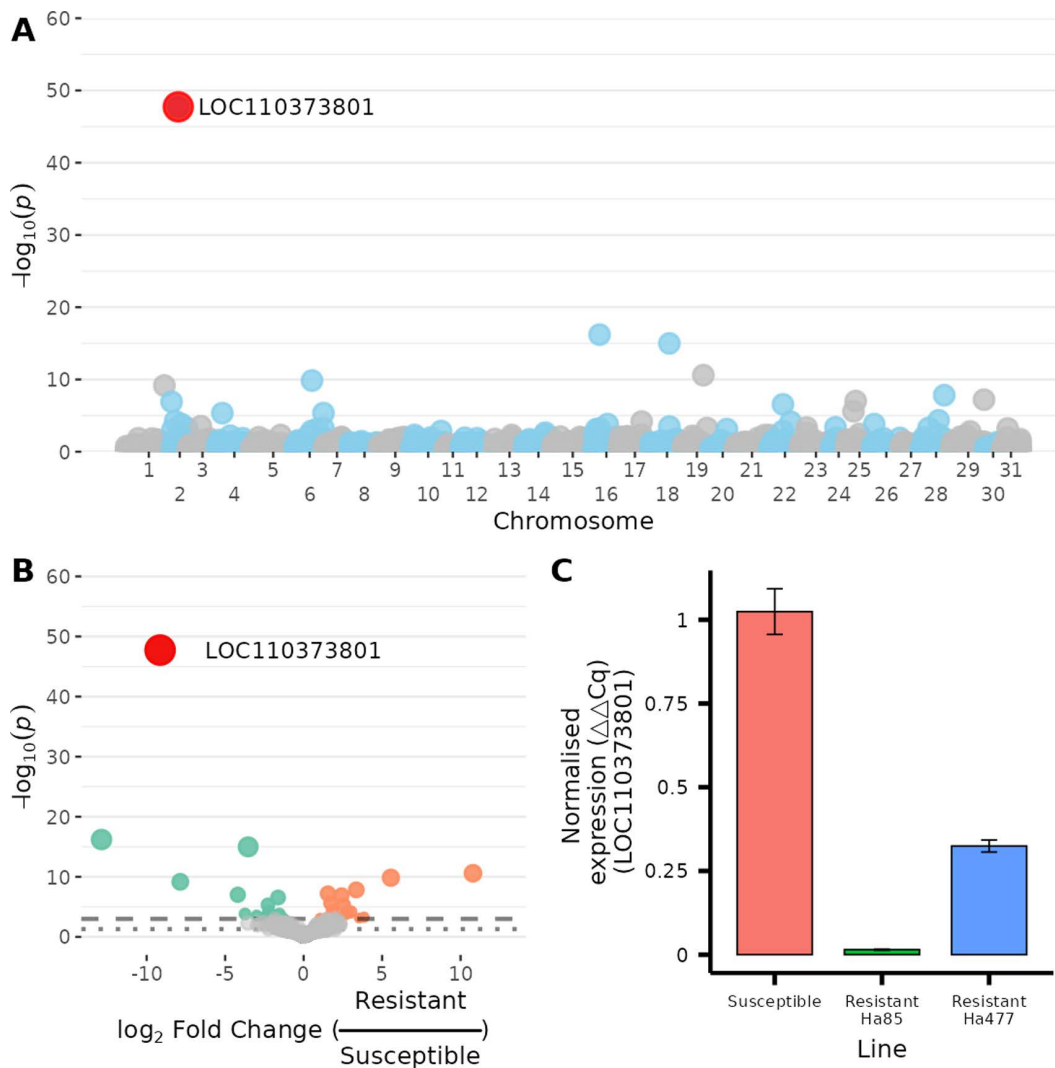 A
60
50
40
30
20
10
0
–log10(p)
LOC110373801
1 3 5 7 9 11 13 15 17 19 21 23 25 27 29 31
2 4 6 8 10 12 14 16 18 20 22 24 26 28 30
Chromosome
B
60
50
40
30
20
10
0
–log10(p)
LOC110373801
-10 -5 0 5 10
log2 Fold Change (Resistant
Susceptible)
C
Normalised
expression (△△Cq)
(LOC110373801)
1
0.75
0.5
0.25
0
Susceptible
Resistant
Ha85
Resistant
Ha477
Line